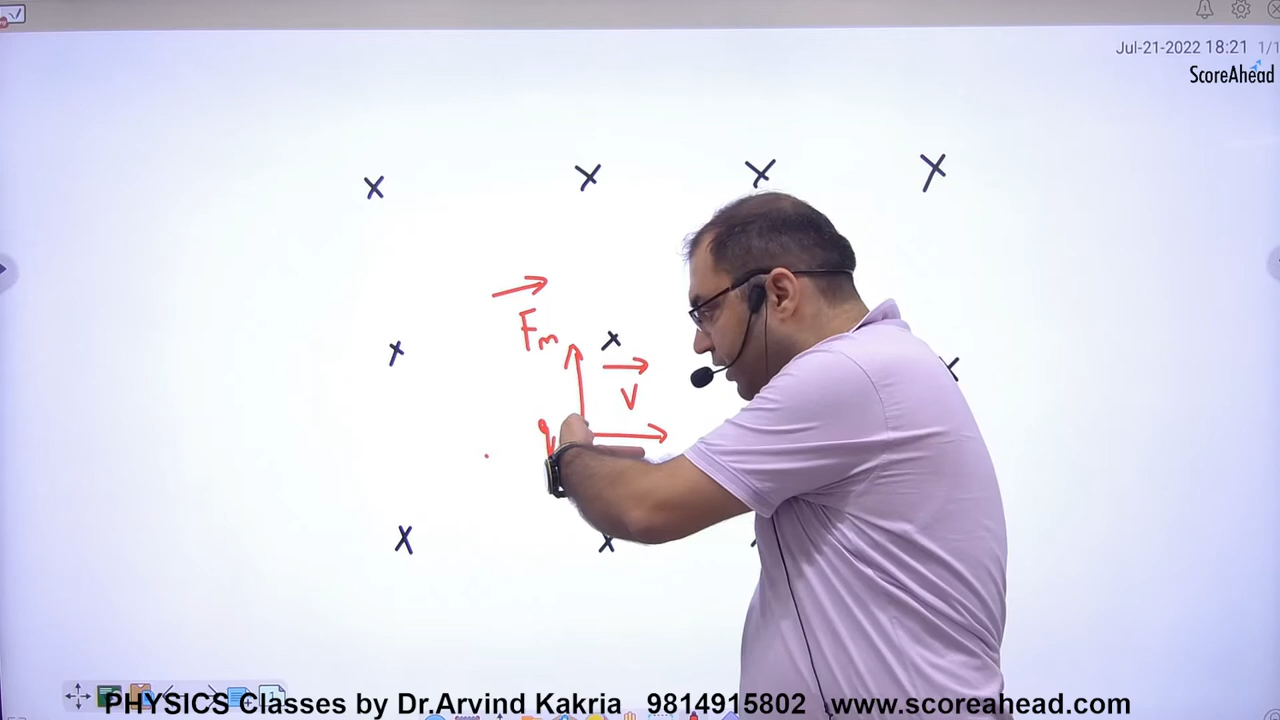 Jul-21-2022 18:21 1/1
ScoreAhead
x x x x
Fm
x x x
V
x x
PHYSICS Classes by Dr.Arvind Kakria 9814915802 www.scoreahead.com